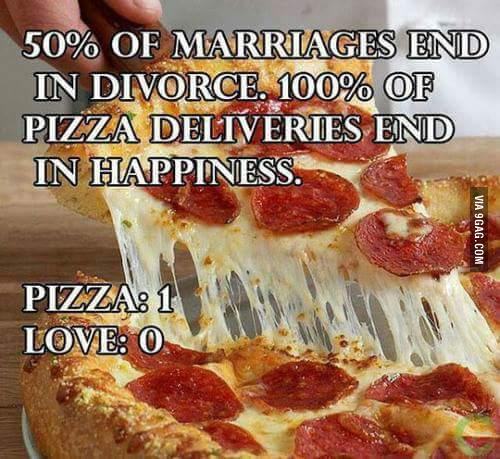 50% OF MARRIAGES END
IN DIVORCE. 100% OF
PIZZA DELIVERIES END
IN HAPPINESS.
PIZZA: 1
LOVE: 0
VIA 9GAG.COM